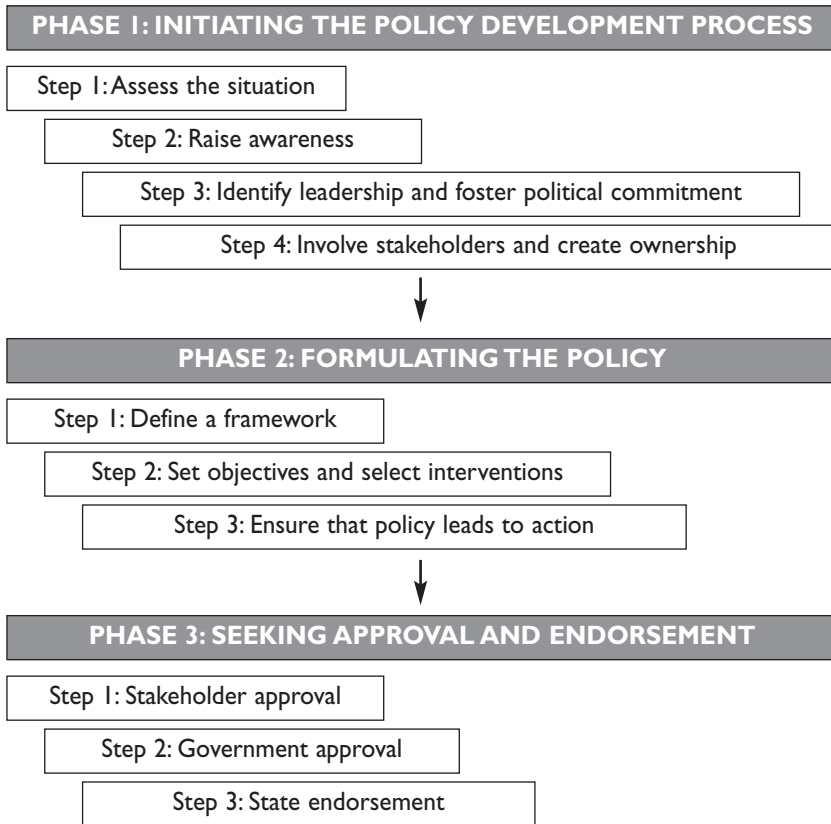 PHASE 1: INITIATING THE POLICY DEVELOPMENT PROCESS
Step 1: Assess the situation
Step 2: Raise awareness
Step 3: Identify leadership and foster political commitment
Step 4: Involve stakeholders and create ownership
PHASE 2: FORMULATING THE POLICY
Step 1: Define a framework
Step 2: Set objectives and select interventions
Step 3: Ensure that policy leads to action
PHASE 3: SEEKING APPROVAL AND ENDORSEMENT
Step 1: Stakeholder approval
Step 2: Government approval
Step 3: State endorsement